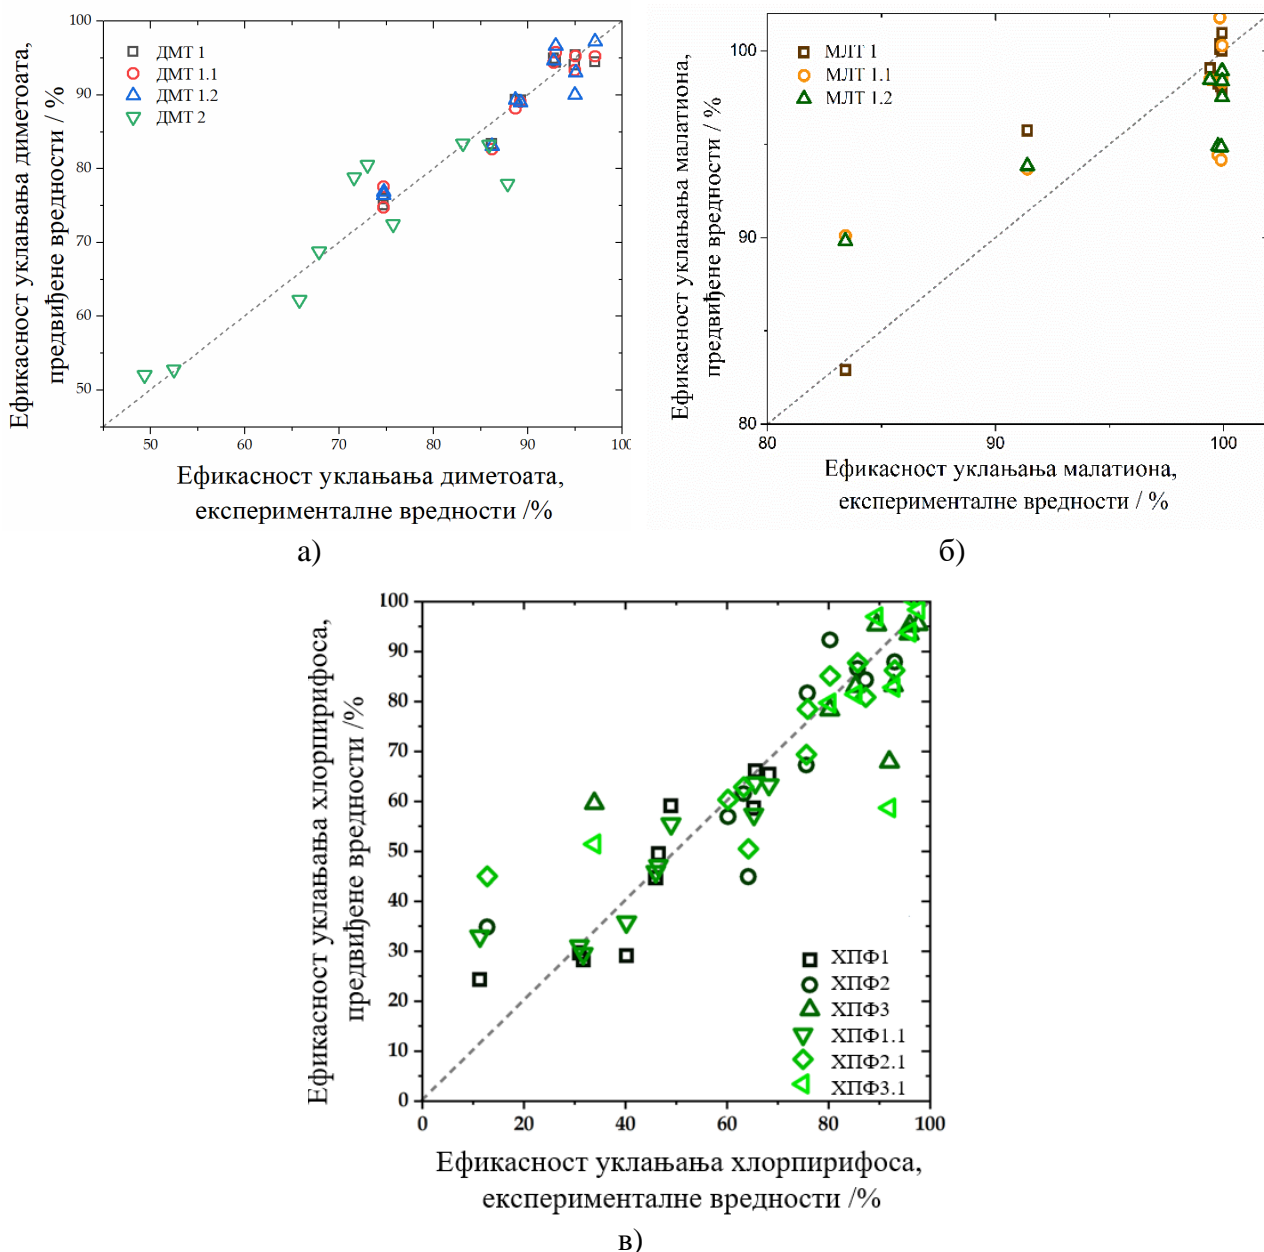 Ефикасност уклањања диметоата,
предвиђене вредности / %
100
90
80
70
60
50
ДМТ 1
ДМТ 1.1
ДМТ 1.2
ДМТ 2
50
60
70
80
90
100
Ефикасност уклањања диметоата,
експерименталне вредности /%
а)
Ефикасност уклањања малатиона,
предвиђене вредности / %
100
90
80
МЛТ 1
МЛТ 1.1
МЛТ 1.2
80
90
100
Ефикасност уклањања малатиона,
експерименталне вредности / %
б)
Ефикасност уклањања хлорпирифоса,
предвиђене вредности /%
100
90
80
70
60
50
40
30
20
10
0
ХПФ1
ХПФ2
ХПФ3
ХПФ1.1
ХПФ2.1
ХПФ3.1
0
20
40
60
80
100
Ефикасност уклањања хлорпирифоса,
експерименталне вредности /%
в)